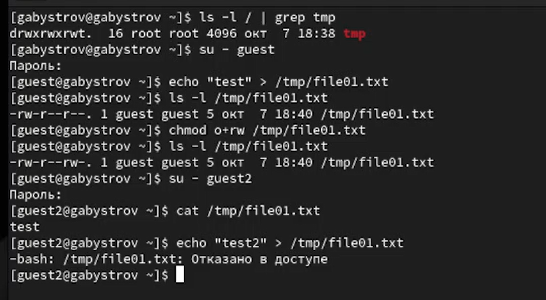 [gabystrov@gabystrov ~]$ ls -l / | grep tmp
drwxrwxrwt.  16 root root 4096 окт  7 18:38 tmp
[gabystrov@gabystrov ~]$ su - guest
Пароль:
[guest@gabystrov ~]$ echo "test" > /tmp/file01.txt
[guest@gabystrov ~]$ ls -l /tmp/file01.txt
-rw-r--r--. 1 guest guest 5 окт  7 18:40 /tmp/file01.txt
[guest@gabystrov ~]$ chmod o+rw /tmp/file01.txt
[guest@gabystrov ~]$ ls -l /tmp/file01.txt
-rw-r--rw-. 1 guest guest 5 окт  7 18:40 /tmp/file01.txt
[guest@gabystrov ~]$ su - guest2
Пароль:
[guest2@gabystrov ~]$ cat /tmp/file01.txt
test
[guest2@gabystrov ~]$ echo "test2" > /tmp/file01.txt
-bash: /tmp/file01.txt: Отказано в доступе
[guest2@gabystrov ~]$